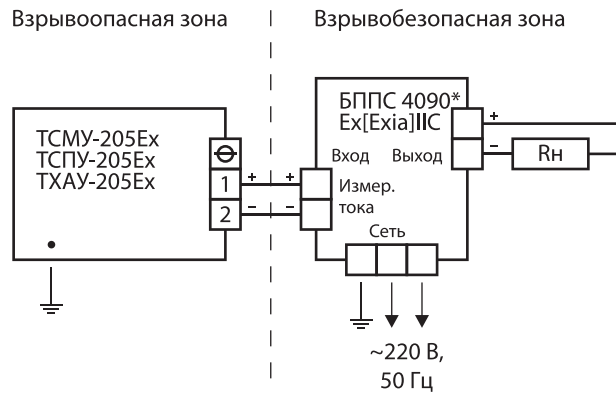 Взрывоопасная зона
Взрывобезопасная зона
ТСМУ-205Ex
ТСПУ-205Ex
ТХАУ-205Ex
1
2
+ +
– –
БППС 4090*
Ex[Exia]IIC
Вход Выход
Измер.
тока
Сеть
+
–
Rн
~220 В,
50 Гц